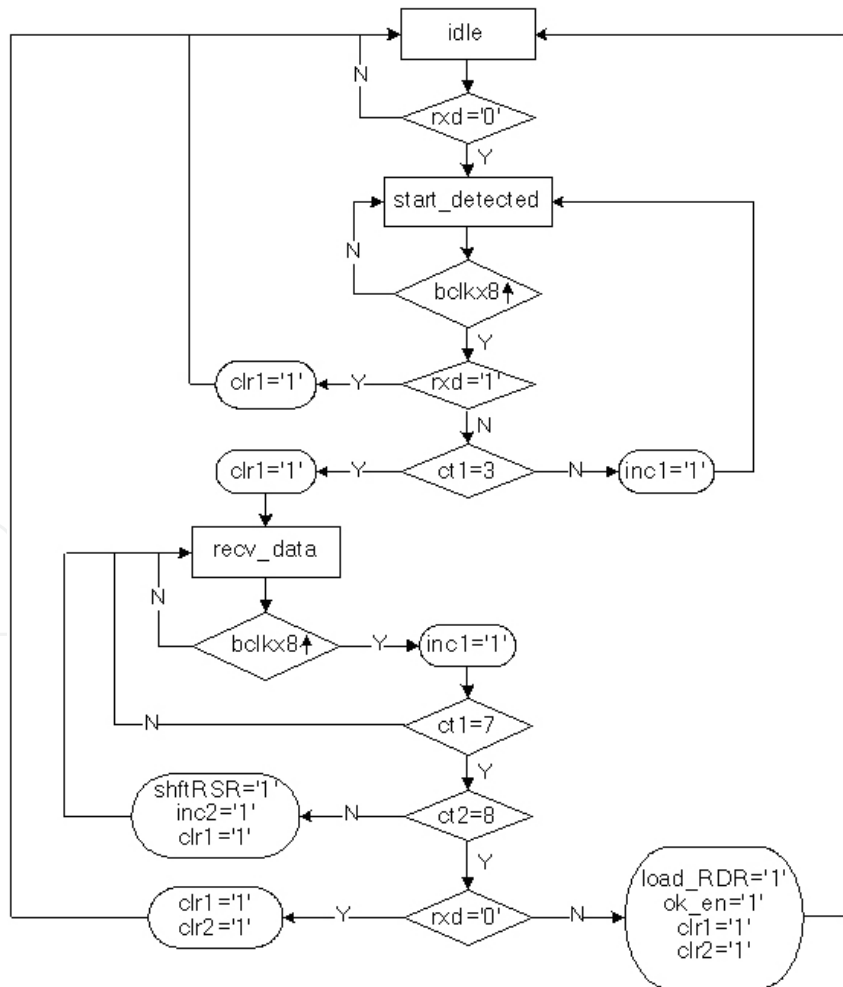 idle
N
rxd='0'
Y
start_detected
N
bclkx8↑
Y
clr1='1'
Y
rxd='1'
N
clr1='1'
Y
ct1=3
N
inc1='1'
recv_data
N
bclkx8↑
Y
inc1='1'
N
ct1=7
Y
shftRSR='1'
inc2='1'
clr1='1'
N
ct2=8
Y
clr1='1'
clr2='1'
Y
rxd='0'
N
load_RDR='1'
ok_en='1'
clr1='1'
clr2='1'